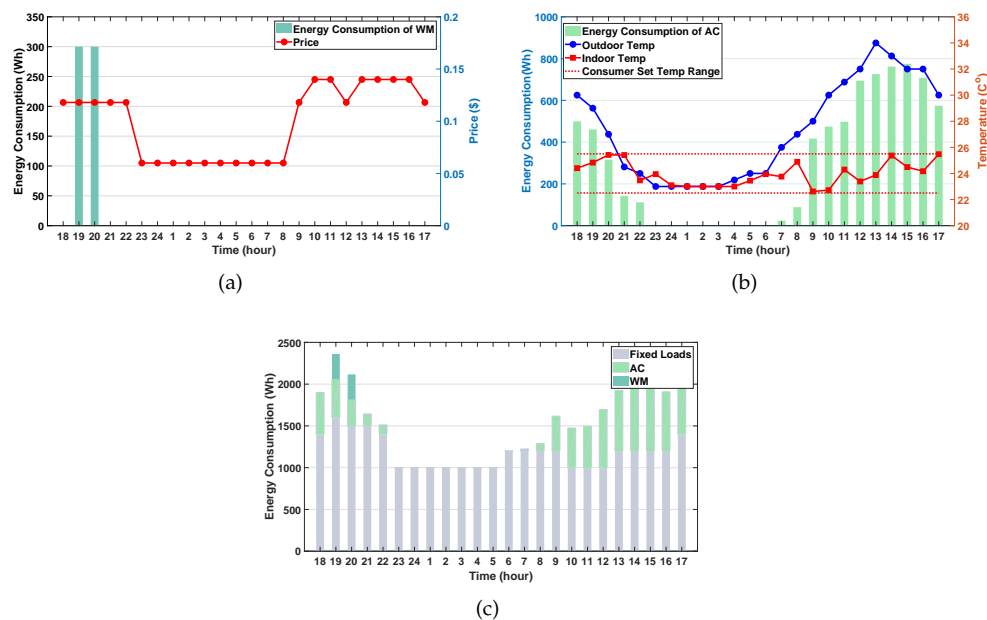 350
300
250
200
150
100
50
0
Energy Consumption (Wh)
Energy Consumption of WM
Price
0.2
0.15
0.1
0.05
0
Price ($)
18 19 20 21 22 23 24 1 2 3 4 5 6 7 8 9 10 11 12 13 14 15 16 17
Time (hour)
(a)
1000
800
600
400
200
0
Energy Consumption(Wh)
Energy Consumption of AC
Outdoor Temp
Indoor Temp
Consumer Set Temp Range
36
34
32
30
28
26
24
22
20
Temperature (C°)
18 19 20 21 22 23 24 1 2 3 4 5 6 7 8 9 10 11 12 13 14 15 16 17
Time (hour)
(b)
2500
2000
1500
1000
500
0
Energy Consumption (Wh)
Fixed Loads
AC
WM
18 19 20 21 22 23 24 1 2 3 4 5 6 7 8 9 10 11 12 13 14 15 16 17
Time (hour)
(c)